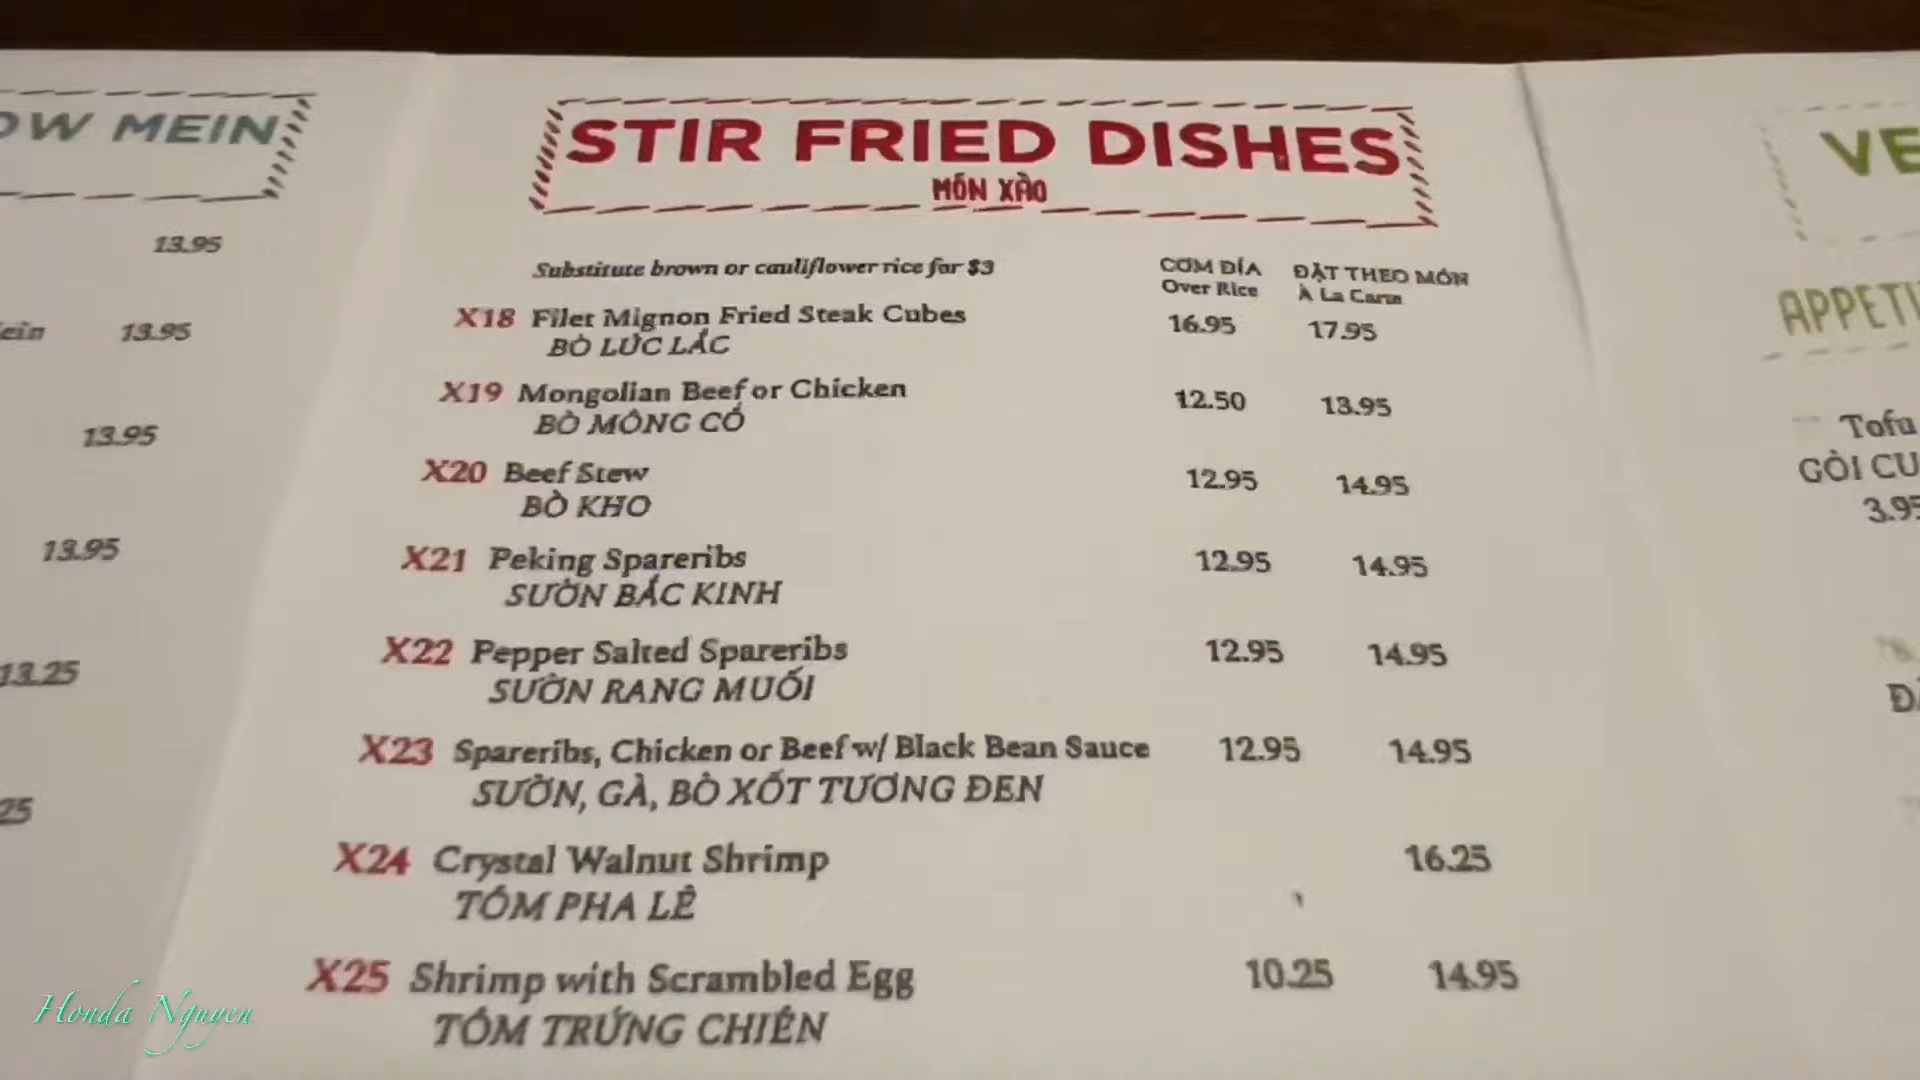 OW MEIN
13.95
ein 13.95
13.95
13.95
13.25
25
STIR FRIED DISHES
MÓN XÀO
Substitute brown or cauliflower rice for $3
CƠM DĨA ĐẶT THEO MÓN
Over Rice À La Carte
X18 Filet Mignon Fried Steak Cubes 16.95 17.95
BÒ LÚC LẮC
X19 Mongolian Beef or Chicken 12.50 13.95
BÒ MÔNG CỔ
X20 Beef Stew 12.95 14.95
BÒ KHO
X21 Peking Spareribs 12.95 14.95
SƯỜN BẮC KINH
X22 Pepper Salted Spareribs 12.95 14.95
SƯỜN RANG MUỐI
X23 Spareribs, Chicken or Beef w/ Black Bean Sauce 12.95 14.95
SƯỜN, GÀ, BÒ XỐT TƯƠNG ĐEN
X24 Crystal Walnut Shrimp 16.25
TÔM PHA LÊ
X25 Shrimp with Scrambled Egg 10.25 14.95
TÔM TRỨNG CHIÊN
VE
APPETI
Tofu
GỎI CU
3.95
Honda Nguyen